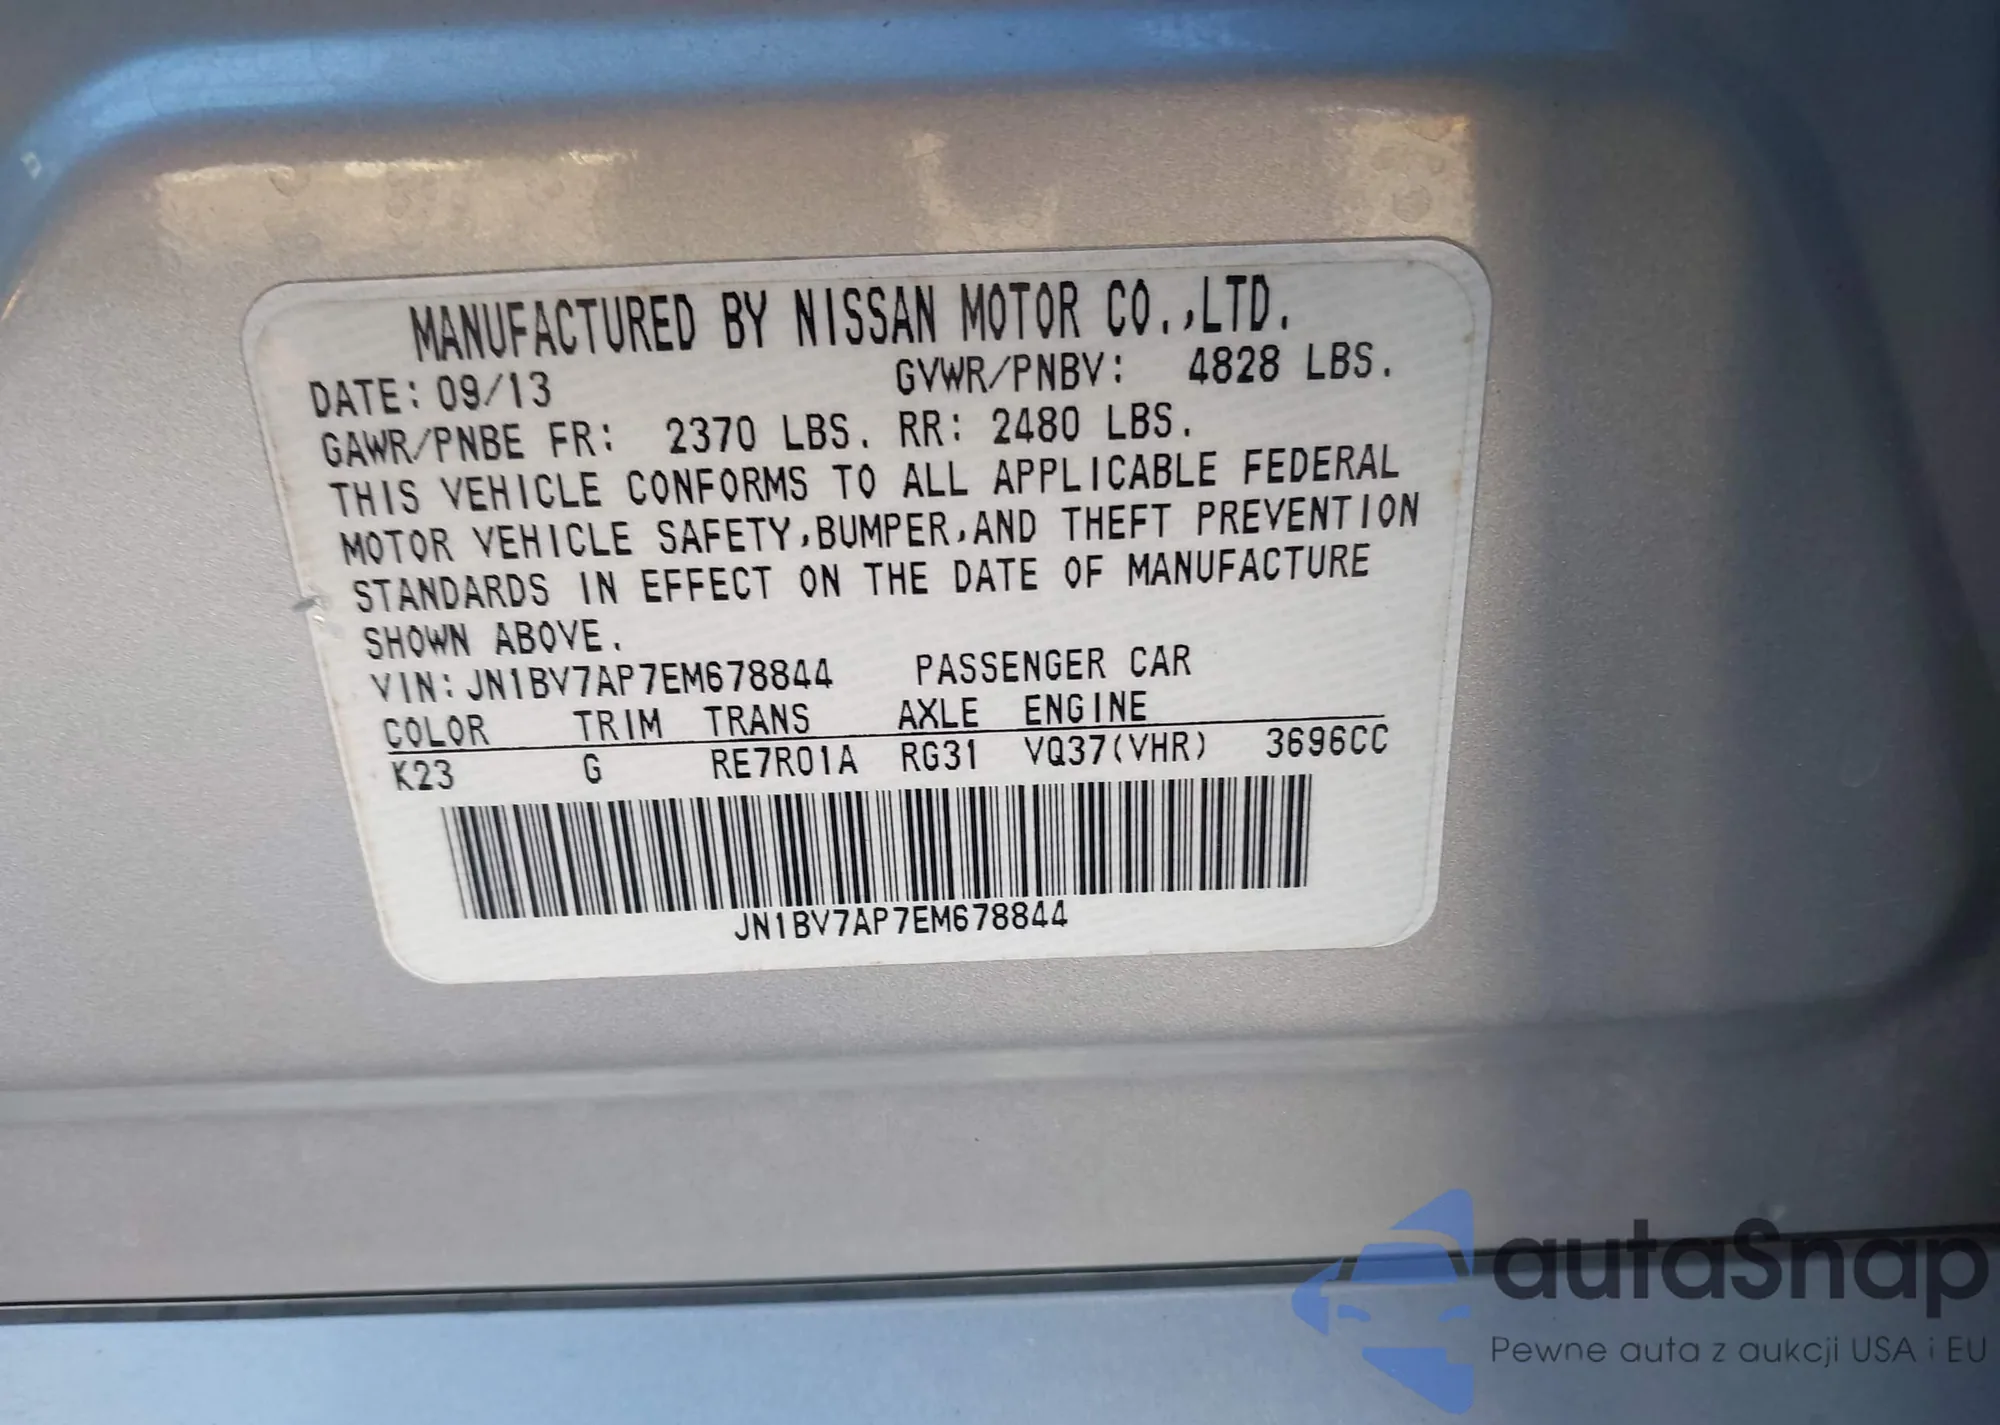 MANUFACTURED BY NISSAN MOTOR CO.,LTD.
DATE: 09/13 GVWR/PNBV: 4828 LBS.
GAWR/PNBE FR: 2370 LBS. RR: 2480 LBS.
THIS VEHICLE CONFORMS TO ALL APPLICABLE FEDERAL
MOTOR VEHICLE SAFETY,BUMPER,AND THEFT PREVENTION
STANDARDS IN EFFECT ON THE DATE OF MANUFACTURE
SHOWN ABOVE.
VIN: JN1BV7AP7EM678844 PASSENGER CAR
COLOR TRIM TRANS AXLE ENGINE
K23 G RE7R01A RG31 VQ37(VHR) 3696CC
JN1BV7AP7EM678844
autaSnap
Pewne auta z aukcji USA i EU